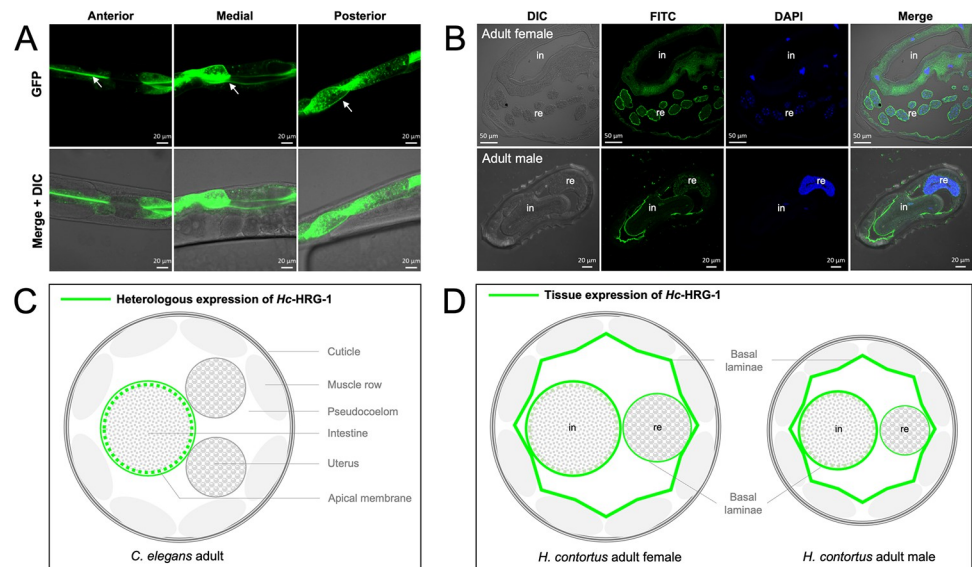 A
Anterior
Medial
Posterior
GFP
20 µm
20 µm
20 µm
Merge + DIC
20 µm
20 µm
20 µm
B
DIC
FITC
DAPI
Merge
Adult female
in
in
in
re
re
re
50 µm
50 µm
50 µm
50 µm
Adult male
re
re
re
in
in
in
20 µm
20 µm
20 µm
20 µm
C
Heterologous expression of Hc-HRG-1
Cuticle
Muscle row
Pseudocoelom
Intestine
Uterus
Apical membrane
C. elegans adult
D
Tissue expression of Hc-HRG-1
Basal
laminae
in
re
in
re
Basal
laminae
H. contortus adult female
H. contortus adult male